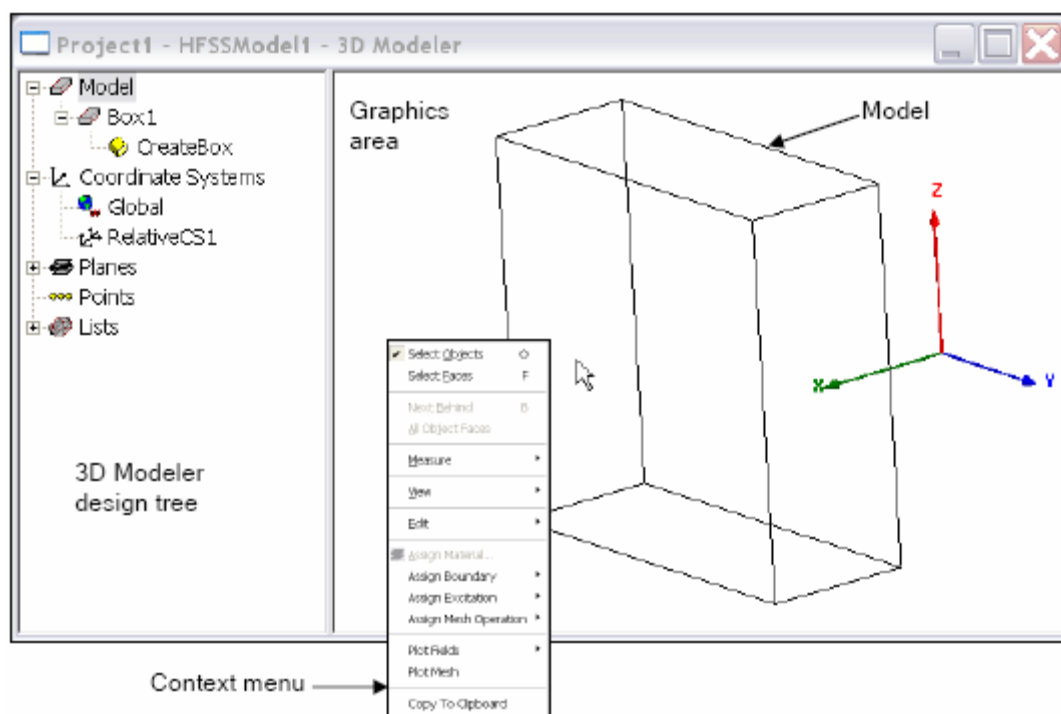 Project1 - HFSSModel1 - 3D Modeler
Model
Box1
CreateBox
Coordinate Systems
Global
RelativeCS1
Planes
Points
Lists
3D Modeler
design tree
Graphics
area
Model
Z
X
Y
Select Objects O
Select Faces F
Next Behind B
All Object Faces
Measure
View
Edit
Assign Material...
Assign Boundary
Assign Excitation
Assign Mesh Operation
Plot Fields
Plot Mesh
Copy To Clipboard
Context menu